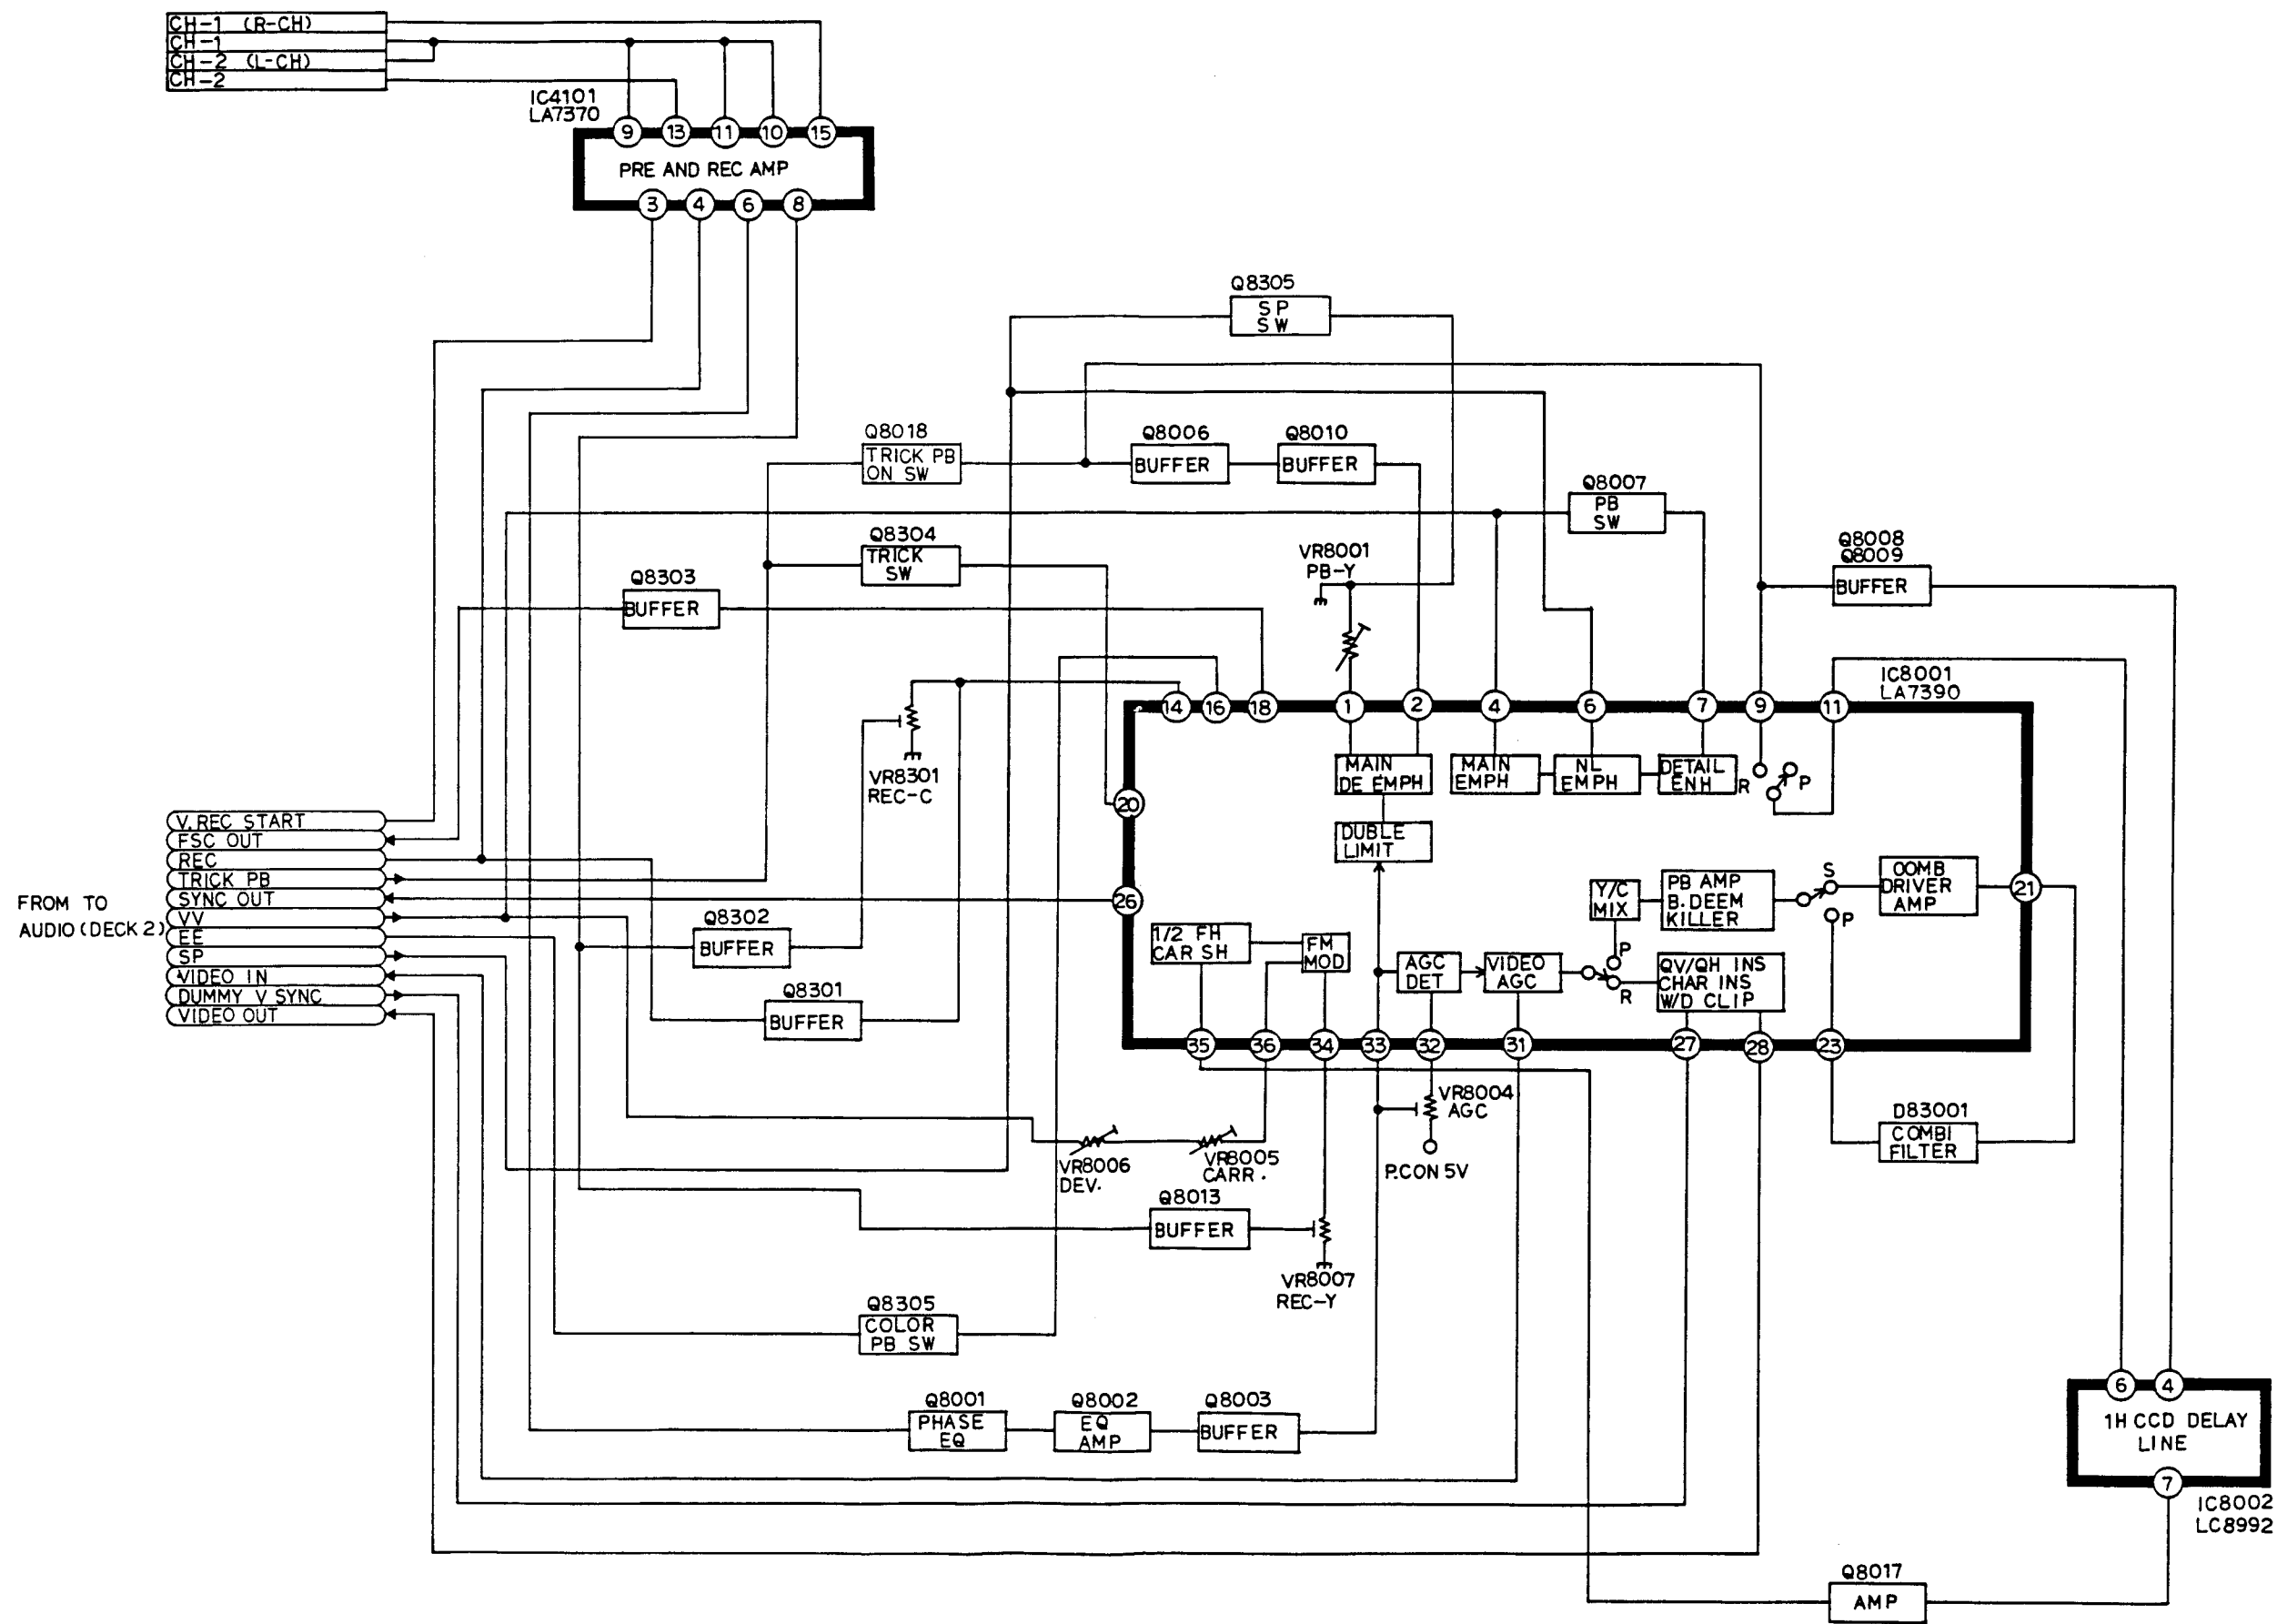 CH-1 (R-CH)
CH-1
CH-2 (L-CH)
CH-2
IC4101
LA7370
9 13 11 10 15
PRE AND REC AMP
3 4 6 8
Q8305
SP
SW
Q8018
TRICK PB
ON SW
Q8006
BUFFER
Q8010
BUFFER
Q8007
PB
SW
Q8304
TRICK
SW
Q8303
BUFFER
VR8001
PB-Y
Q8008
Q8009
BUFFER
IC8001
LA7390
14 16 18 1 2 4 6 7 9 11
VR8301
REC-C
MAIN
DE EMPH
MAIN
EMPH
NL
EMPH
DETAIL
ENH
R
P
20
DUBLE
LIMIT
FROM TO
AUDIO (DECK 2)
V.REC START
FSC OUT
REC
TRICK PB
SYNC OUT
VV
EE
SP
VIDEO IN
DUMMY V SYNC
VIDEO OUT
26
Q8302
BUFFER
Q8301
BUFFER
1/2 FH
CAR SH
FM
MOD
AGC
DET
VIDEO
AGC
P
R
Y/C
MIX
PB AMP
B.DEEM
KILLER
QV/QH INS
CHAR INS
W/D CLIP
S
P
OOMB
DRIVER
AMP
21
35 36 34 33 32 31 27 28 23
VR8004
AGC
P.CON 5V
D83001
COMBI
FILTER
VR8006
DEV.
VR8005
CARR.
Q8013
BUFFER
VR8007
REC-Y
Q8305
COLOR
PB SW
Q8001
PHASE
EQ
Q8002
EQ
AMP
Q8003
BUFFER
6 4
1H CCD DELAY
LINE
7
IC8002
LC8992
Q8017
AMP